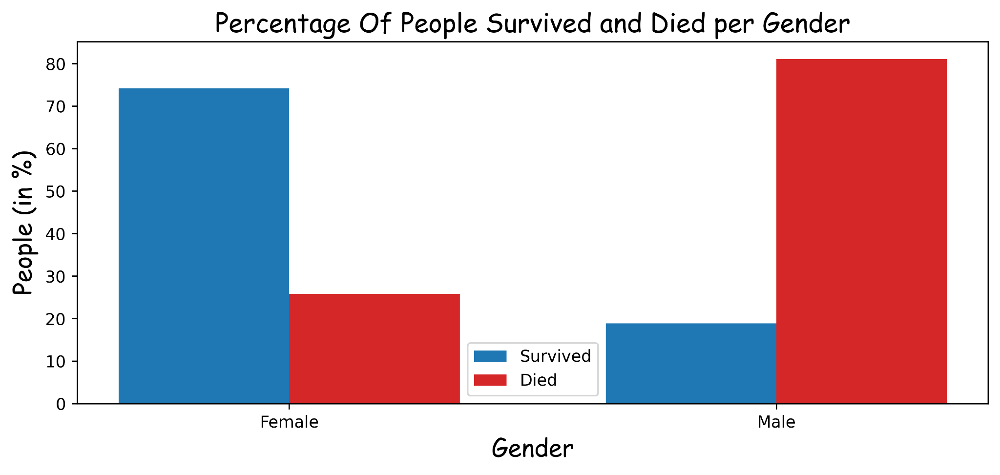 Percentage Of People Survived and Died per Gender
People (in %)
80
70
60
50
40
30
20
10
0
Survived
Died
Female
Male
Gender